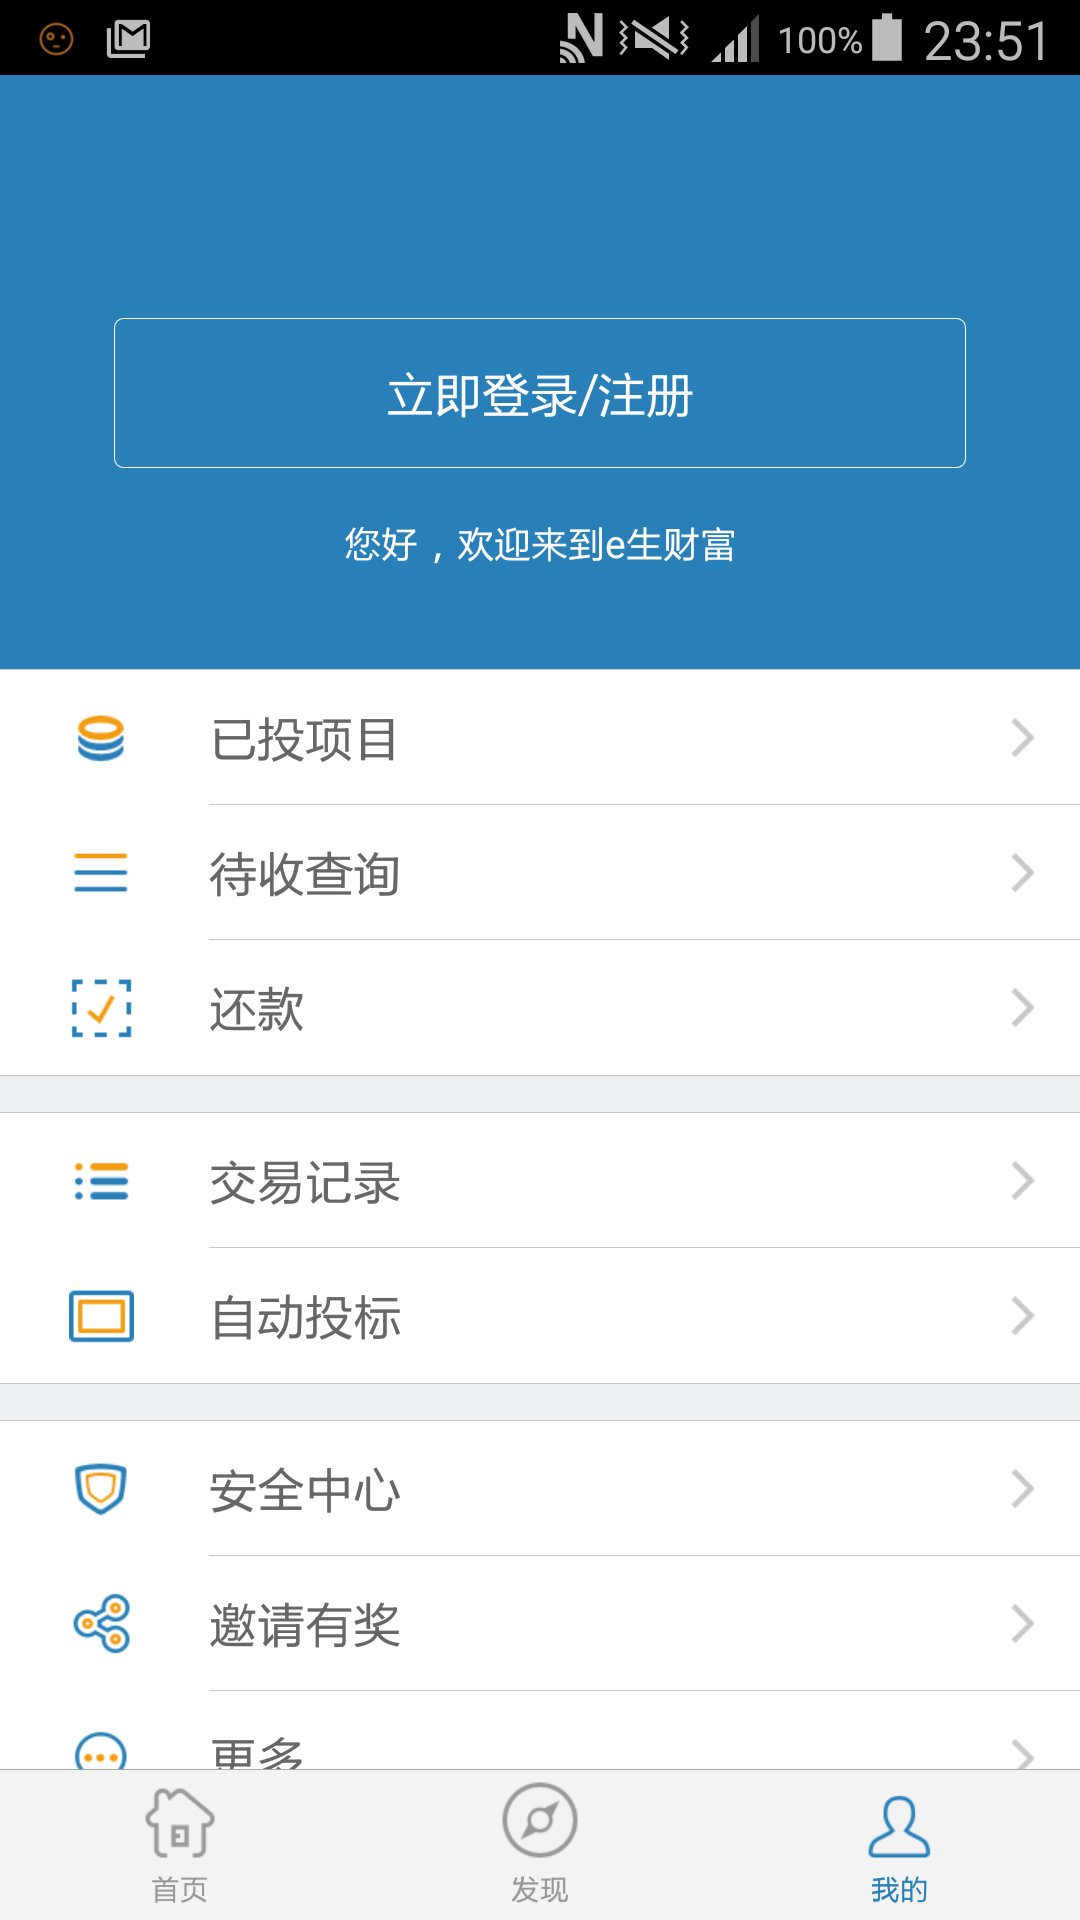 100% 23:51
立即登录/注册
您好，欢迎来到e生财富
已投项目
待收查询
还款
交易记录
自动投标
安全中心
邀请有奖
更多
首页 发现 我的